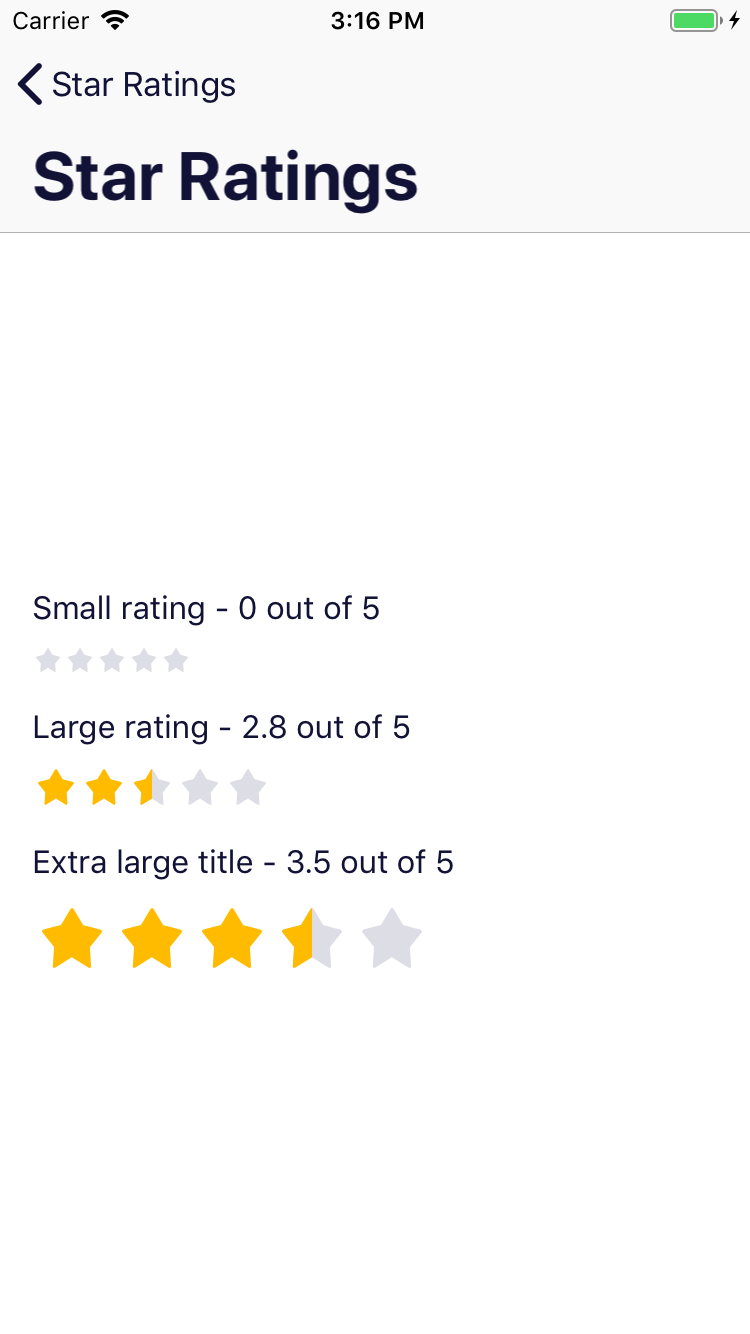 Carrier 3:16 PM
Star Ratings
Star Ratings
Small rating - 0 out of 5
Large rating - 2.8 out of 5
Extra large title - 3.5 out of 5